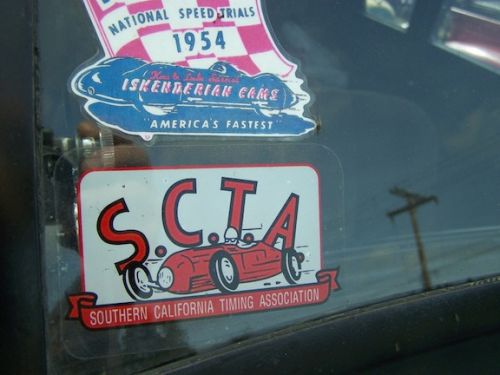 NATIONAL SPEED TRIALS
1954
ISKENDERIAN CAMS
"AMERICA'S FASTEST"
S.C.T.A
SOUTHERN CALIFORNIA TIMING ASSOCIATION